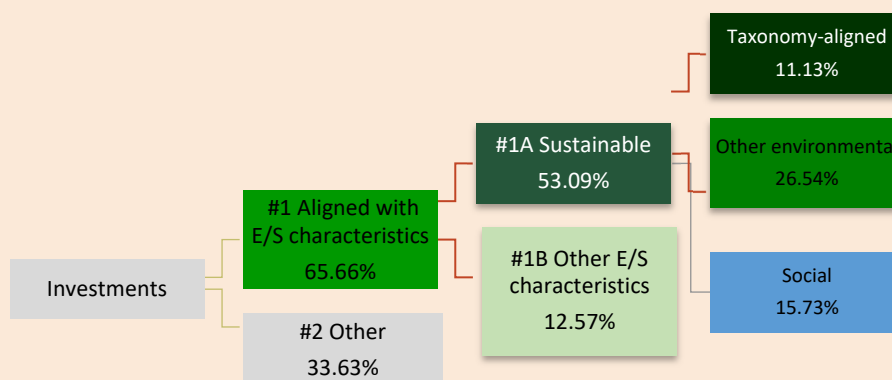 Taxonomy-aligned
11.13%
#1A Sustainable
53.09%
Other environmenta
26.54%
#1 Aligned with
E/S characteristics
65.66%
#1B Other E/S
characteristics
12.57%
Social
15.73%
Investments
#2 Other
33.63%